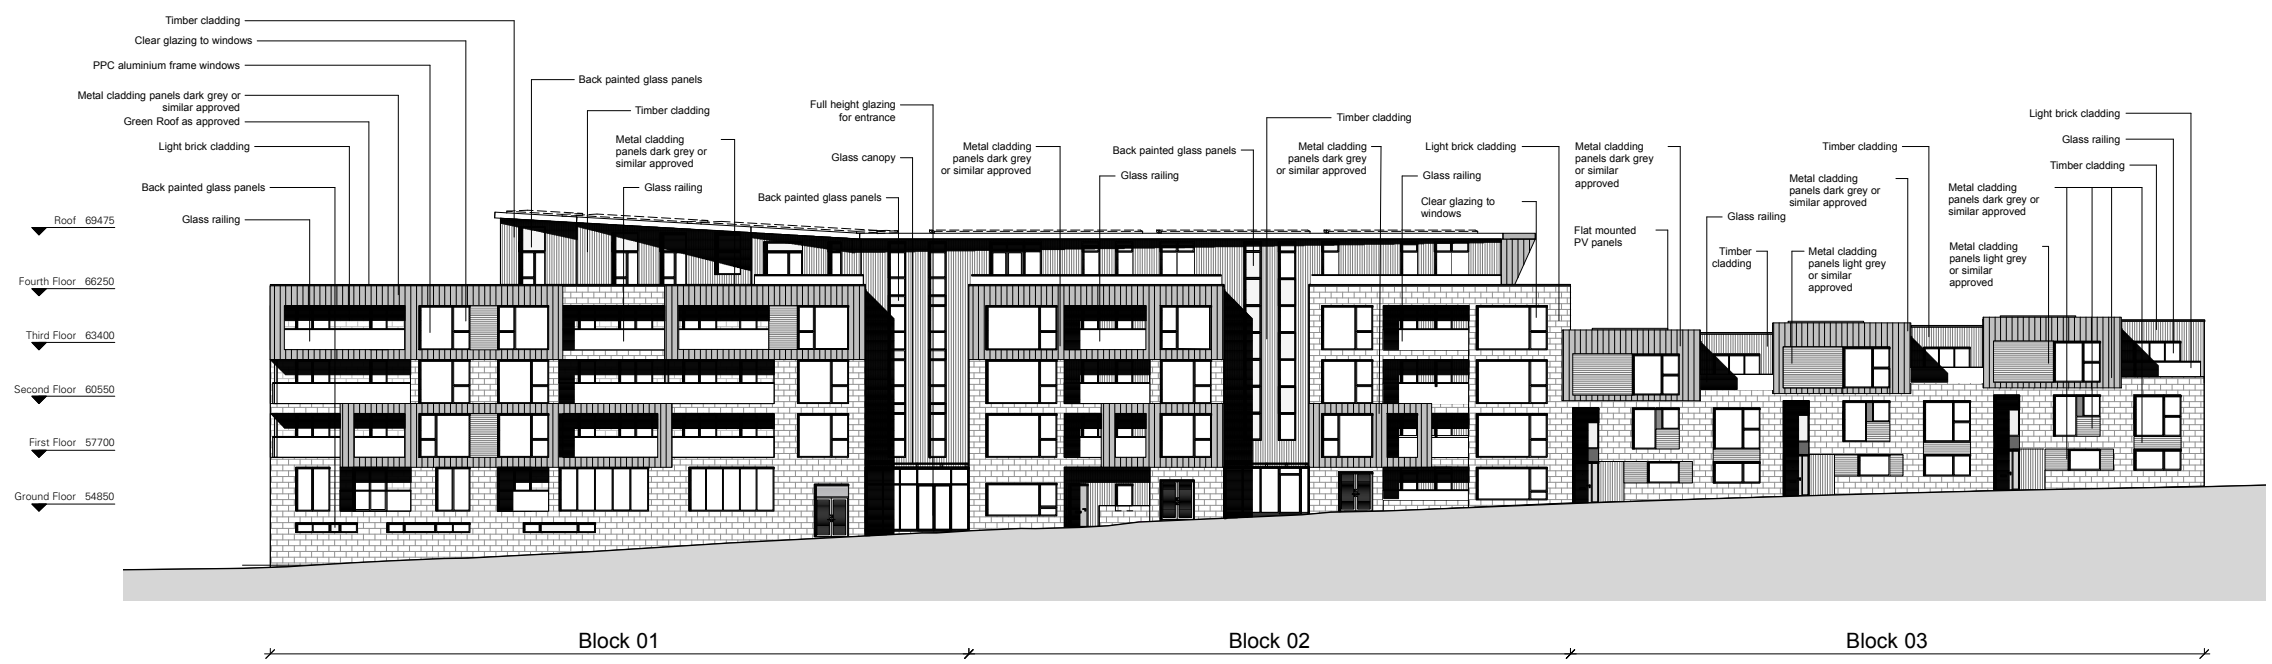 Timber cladding
Clear glazing to windows
PPC aluminium frame windows
Metal cladding panels dark grey or
similar approved
Green Roof as approved
Light brick cladding
Back painted glass panels
Glass railing
Roof 69475
Fourth Floor 66250
Third Floor 63400
Second Floor 60550
First Floor 57700
Ground Floor 54850
Back painted glass panels
Timber cladding
Metal cladding
panels dark grey or
similar approved
Glass railing
Full height glazing
for entrance
Glass canopy
Back painted glass panels
Metal cladding
panels dark grey
or similar approved
Back painted glass panels
Glass railing
Timber cladding
Metal cladding
panels dark grey
or similar approved
Light brick cladding
Glass railing
Clear glazing to
windows
Metal cladding
panels dark grey
or similar
approved
Flat mounted
PV panels
Glass railing
Timber
cladding
Timber cladding
Metal cladding
panels dark grey or
similar approved
Metal cladding
panels light grey
or similar
approved
Light brick cladding
Glass railing
Timber cladding
Metal cladding
panels dark grey or
similar approved
Metal cladding
panels light grey
or similar
approved
Block 01
Block 02
Block 03